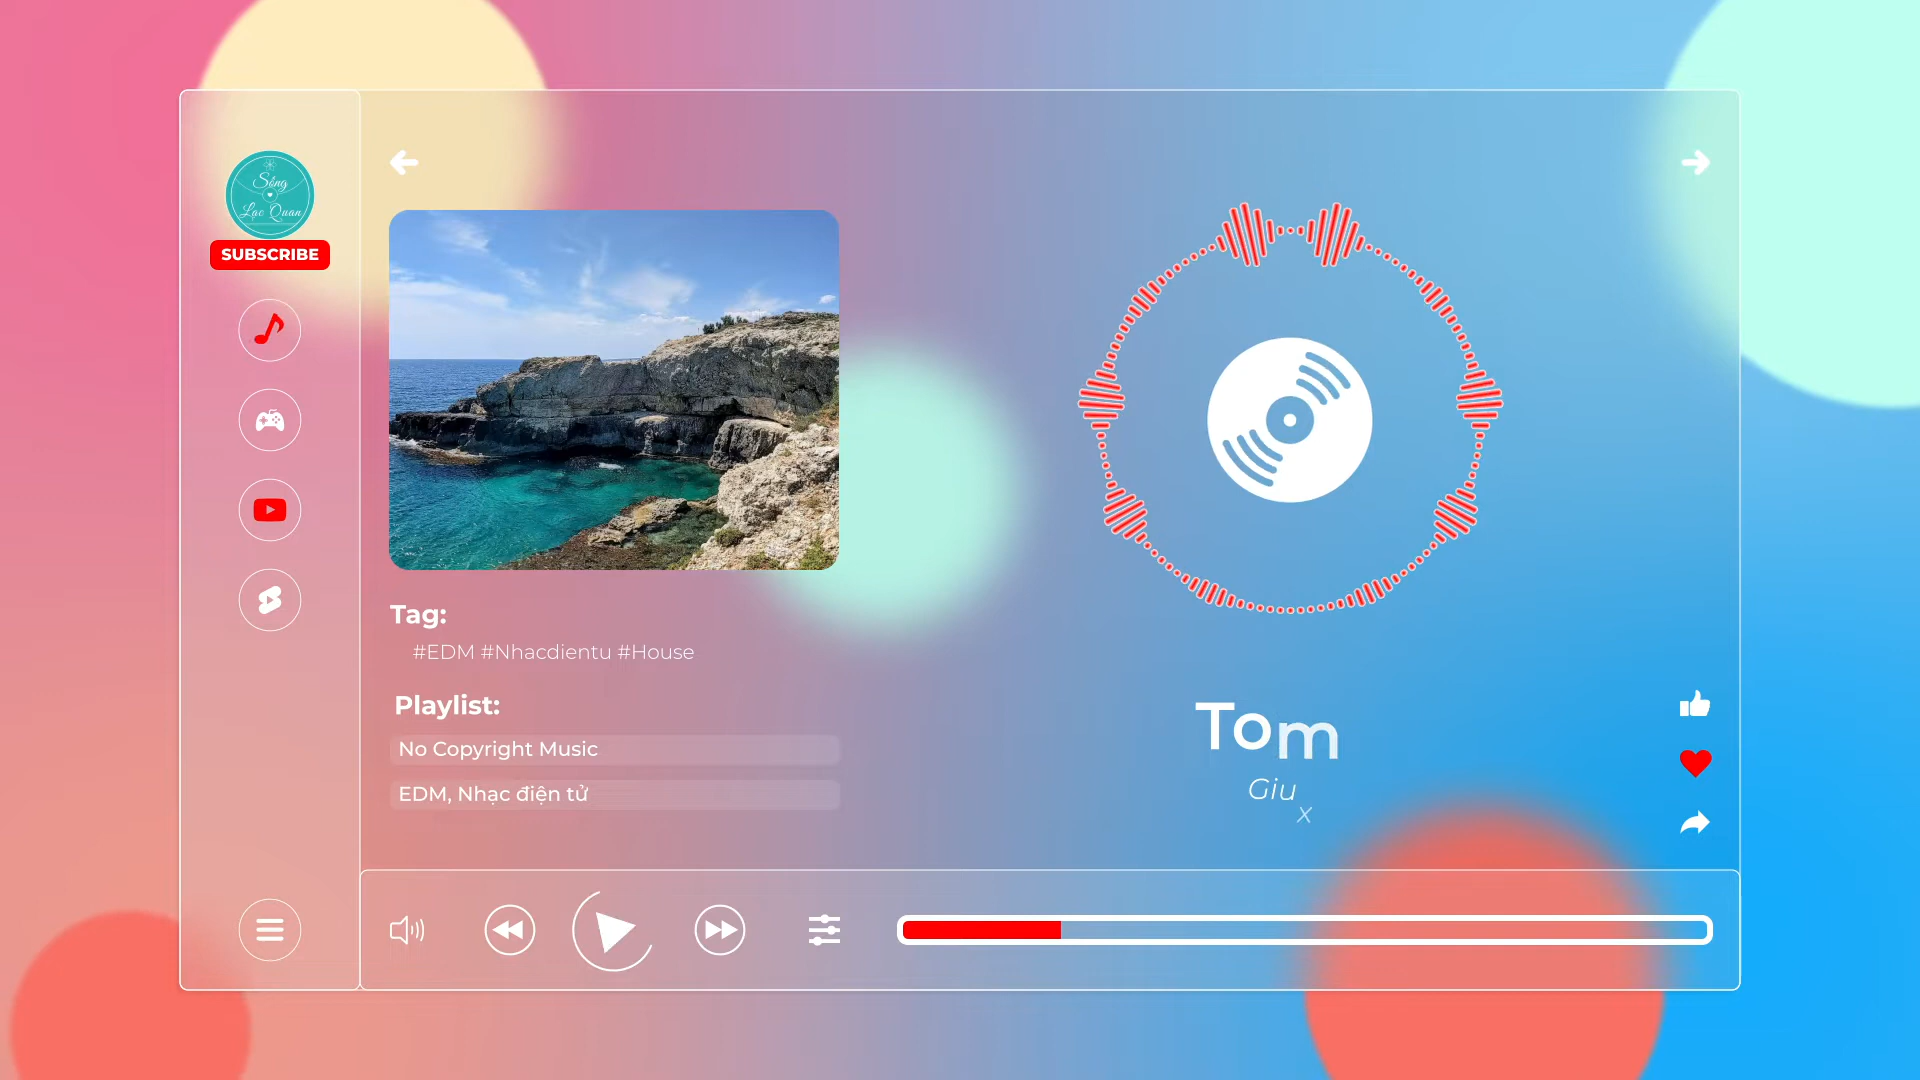 Sống
Lạc Quan
SUBSCRIBE
Tag:
#EDM #Nhacdientu #House
Playlist:
No Copyright Music
EDM, Nhạc điện tử
Tom
Giu
x